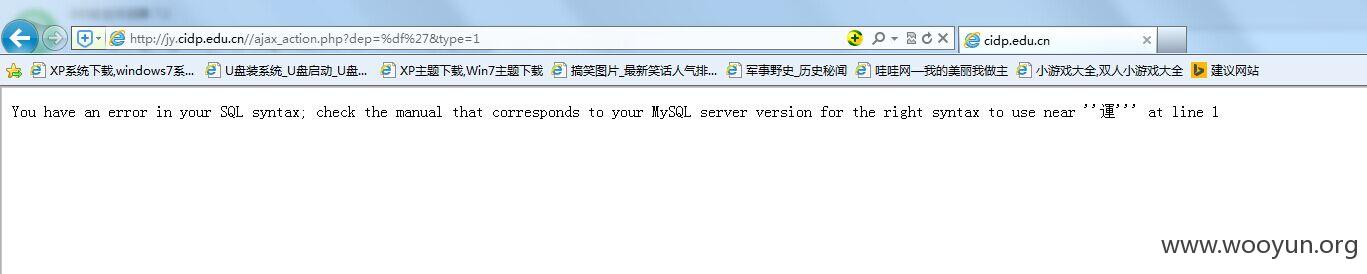 http://jy.cidp.edu.cn//ajax_action.php?dep=%df%27&type=1
cidp.edu.cn
XP系统下载,windows7系... U盘装系统_U盘启动_U盘... XP主题下载,Win7主题下载 搞笑图片_最新笑话人气排... 军事野史_历史秘闻 哇哇网—我的美丽我做主 小游戏大全,双人小游戏大全 建议网站
You have an error in your SQL syntax; check the manual that corresponds to your MySQL server version for the right syntax to use near ''運''' at line 1
www.wooyun.org